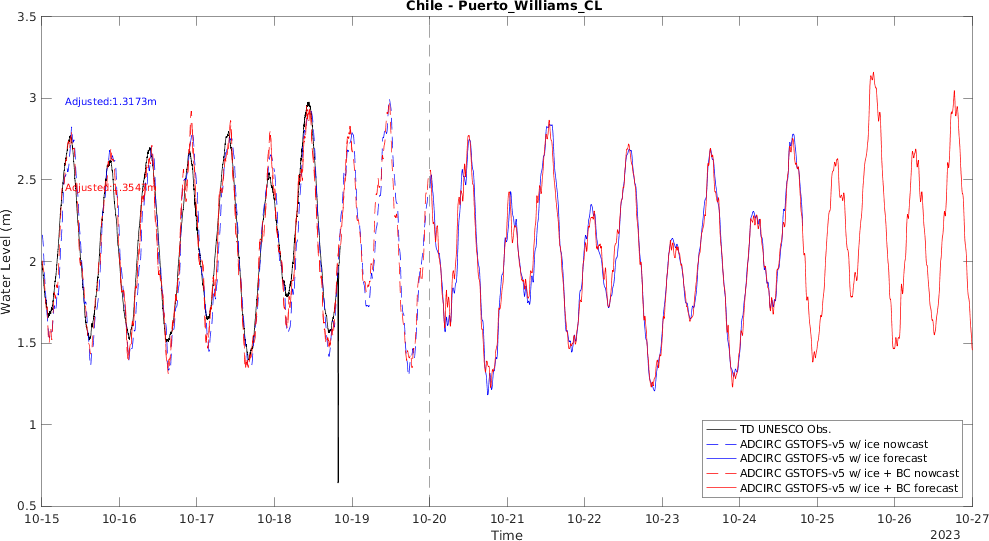 Chile - Puerto_Williams_CL
3.5
3
2.5
2
1.5
1
0.5
Water Level (m)
Adjusted:1.3173m
TD UNESCO Obs.
ADCIRC GSTOFS-v5 w/ ice nowcast
ADCIRC GSTOFS-v5 w/ ice forecast
ADCIRC GSTOFS-v5 w/ ice + BC nowcast
ADCIRC GSTOFS-v5 w/ ice + BC forecast
10-15 10-16 10-17 10-18 10-19 10-20 10-21 10-22 10-23 10-24 10-25 10-26 10-27
Time
2023